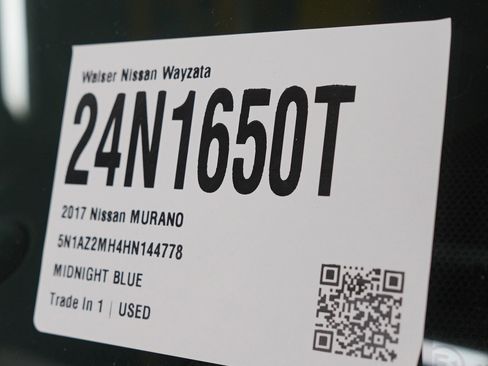 Walser Nissan Wayzata
24N1650T
2017 Nissan MURANO
5N1AZ2MH4HN144778
MIDNIGHT BLUE
Trade In 1 | USED